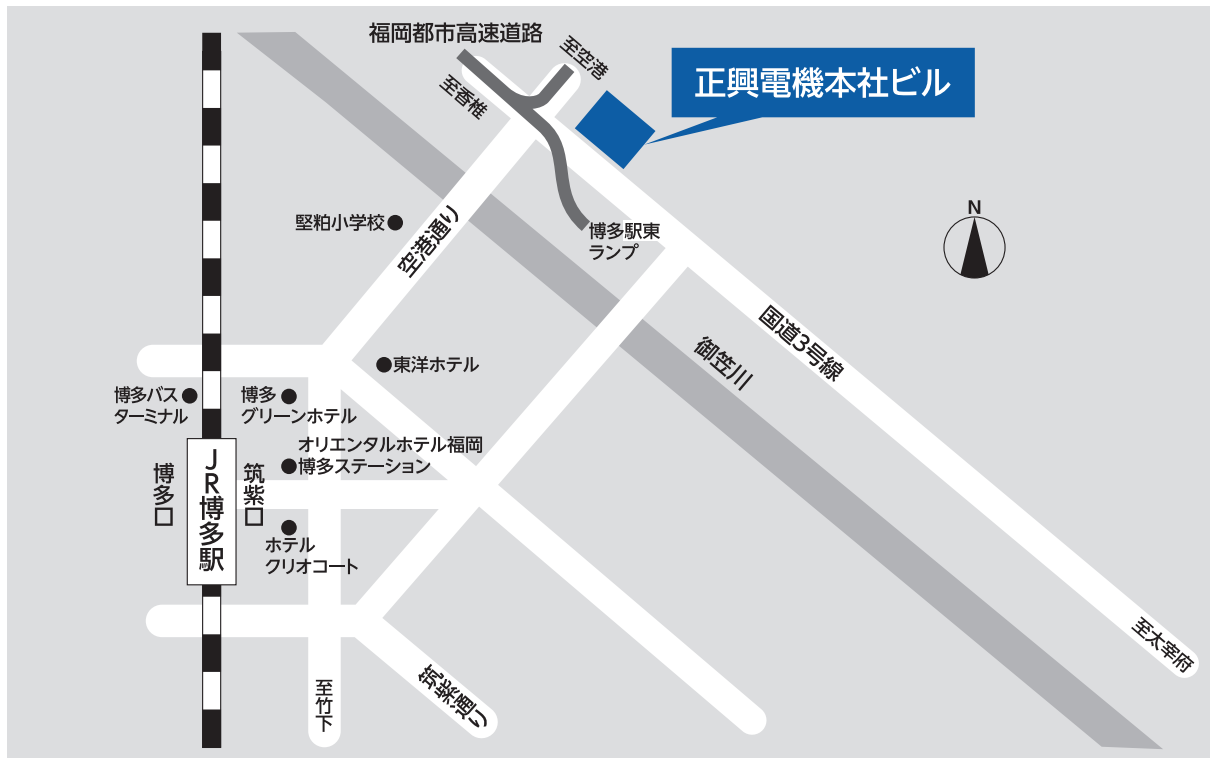 福岡都市高速道路
至空港
至香椎
正興電機本社ビル
N
堅粕小学校
空港通り
博多駅東
ランプ
国道3号線
御笠川
東洋ホテル
博多バス
ターミナル
博多
グリーンホテル
オリエンタルホテル福岡
博多ステーション
博多口
JR博多駅
筑紫口
ホテル
クリオコート
至太宰府
至竹下
筑紫通り